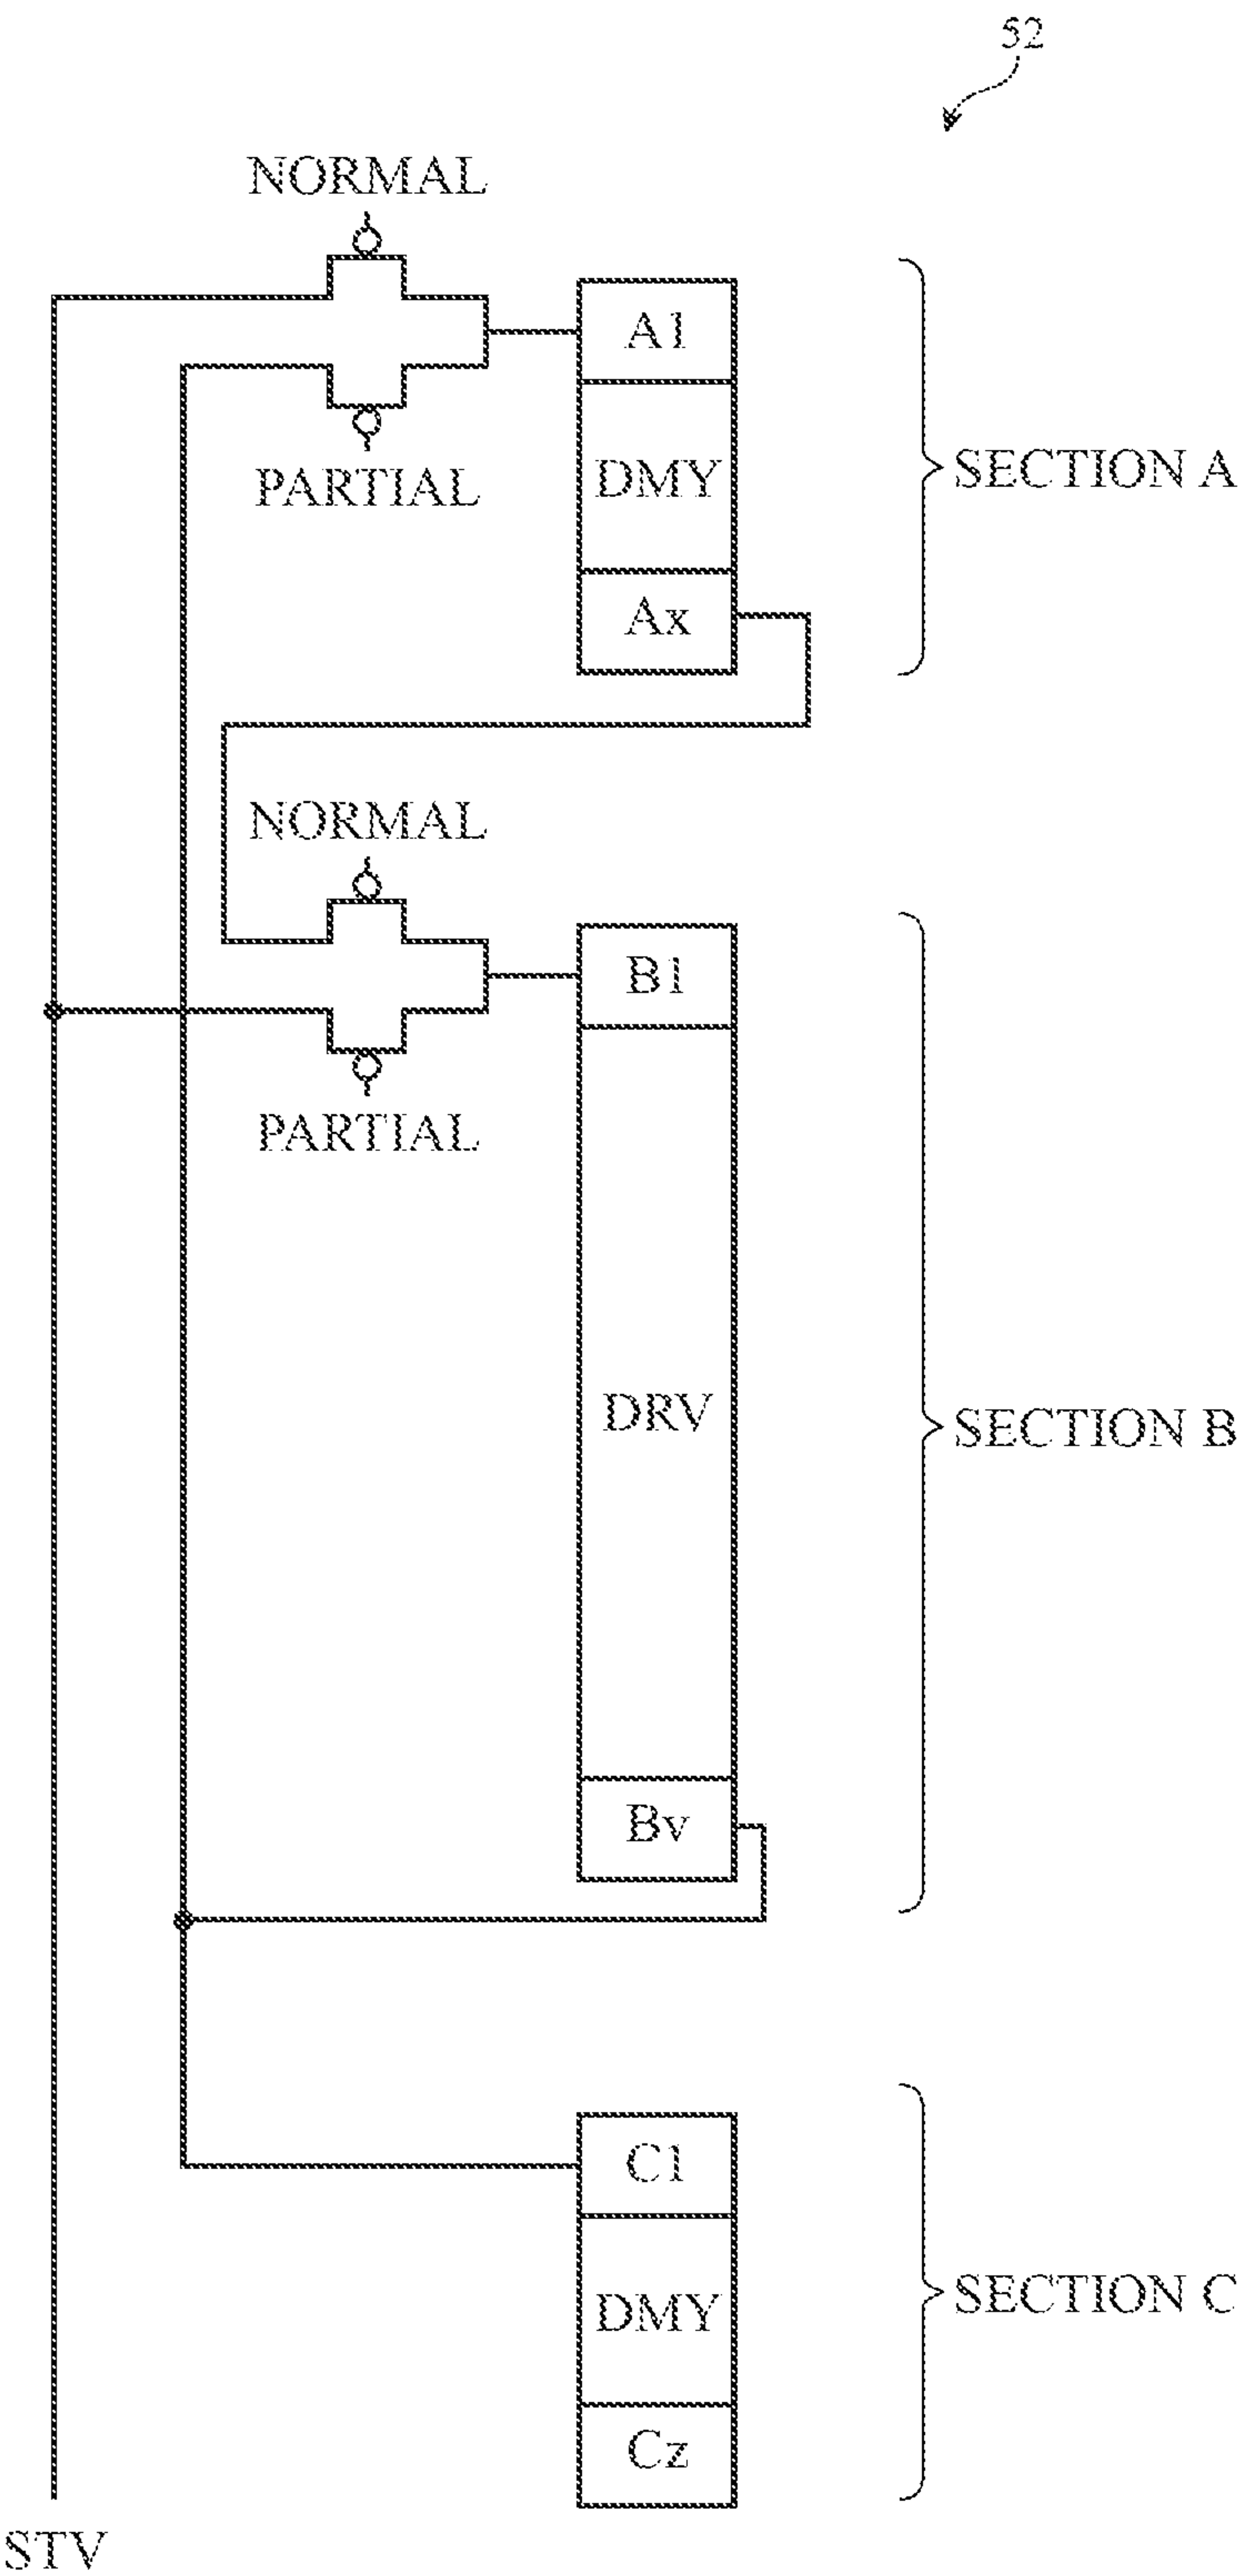 52
NORMAL
A1
PARTIAL
DMY
SECTION A
Ax
NORMAL
B1
PARTIAL
DRV
SECTION B
Bv
C1
DMY
SECTION C
Cz
STV